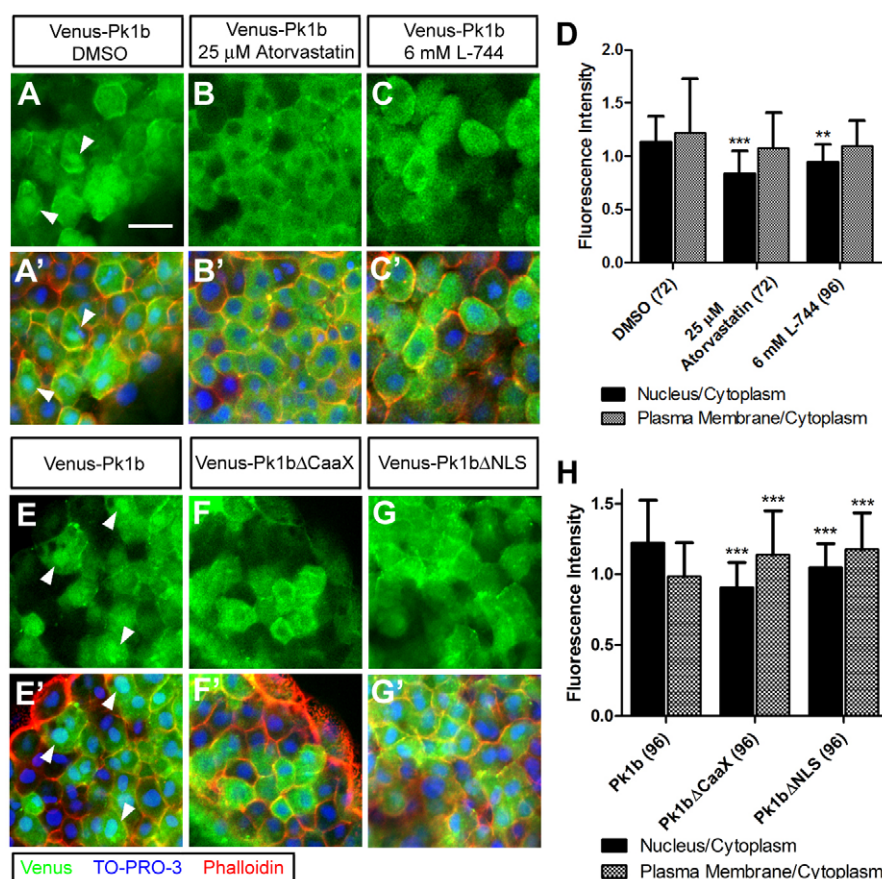 Venus-Pk1b
DMSO
Venus-Pk1b
25 μM Atorvastatin
Venus-Pk1b
6 mM L-744
A
B
C
A'
B'
C'
D
Fluorescence Intensity
2.0
1.5
1.0
0.5
0.0
***
**
DMSO (72)
25 μM
Atorvastatin (72)
6 mM L-744 (96)
Nucleus/Cytoplasm
Plasma Membrane/Cytoplasm
Venus-Pk1b
Venus-Pk1bΔCaaX
Venus-Pk1bΔNLS
E
F
G
E'
F'
G'
Venus TO-PRO-3 Phalloidin
H
Fluorescence Intensity
1.5
1.0
0.5
0.0
***
***
***
***
Pk1b (96)
Pk1bΔCaaX (96)
Pk1bΔNLS (96)
Nucleus/Cytoplasm
Plasma Membrane/Cytoplasm